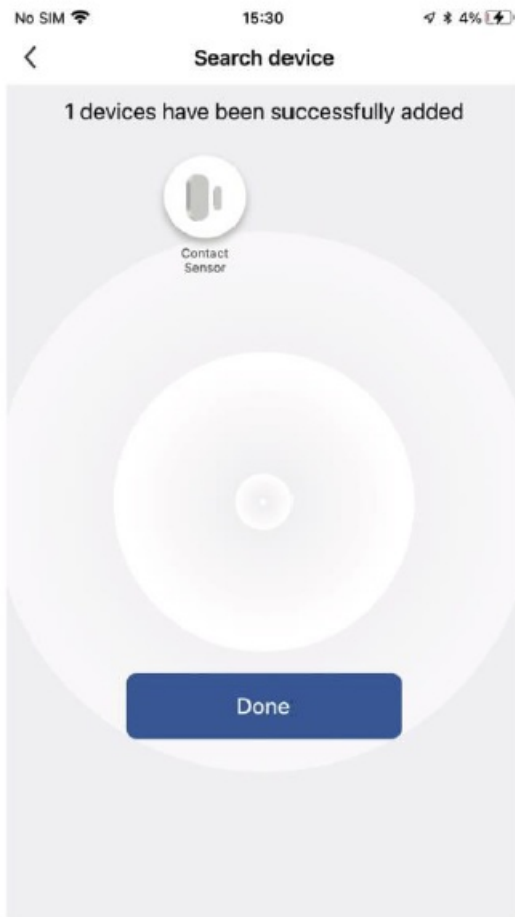 No SIM 15:30 4%
Search device
1 devices have been successfully added
Contact
Sensor
Done